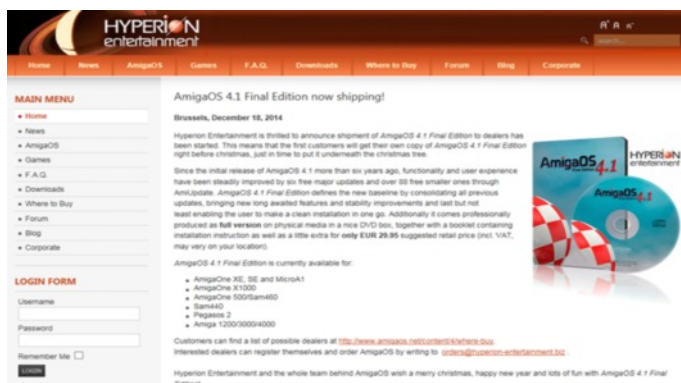 HYPERION
entertainment
A A A
search...
Home News AmigaOS Games F.A.Q. Downloads Where to Buy Forum Blog Corporate
MAIN MENU
Home
News
AmigaOS
Games
F.A.Q.
Downloads
Where to Buy
Forum
Blog
Corporate
LOGIN FORM
Username
Password
Remember Me
LOGIN
AmigaOS 4.1 Final Edition now shipping!
Brussels, December 18, 2014
Hyperion Entertainment is thrilled to announce shipment of AmigaOS 4.1 Final Edition to dealers has
been started. This means that the first customers will get their own copy of AmigaOS 4.1 Final Edition
right before christmas, just in time to put it underneath the christmas tree.
Since the initial release of AmigaOS 4.1 more than six years ago, functionality and user experience
have been steadily improved by six free major updates and over 88 free smaller ones through
AmiUpdate. AmigaOS 4.1 Final Edition defines the new baseline by consolidating all previous
updates, bringing new long awaited features and stability improvements and last but not
least enabling the user to make a clean installation in one go. Additionally it comes professionally
produced as full version on physical media in a nice DVD box, together with a booklet containing
installation instruction as well as a little extra for only EUR 29.95 suggested retail price (incl. VAT,
may very on your location).
AmigaOS 4.1 Final Edition is currently available for:
AmigaOne XE, SE and MicroA1
AmigaOne X1000
AmigaOne 500/Sam460
Sam440
Pegasos 2
Amiga 1200/3000/4000
Customers can find a list of possible dealers at http://www.amigaos.net/content/4/where-buy.
Interested dealers can register themselves and order AmigaOS by writing to orders@hyperion-entertainment.biz .
Hyperion Entertainment and the whole team behind AmigaOS wish a merry christmas, happy new year and lots of fun with AmigaOS 4.1 Final
AmigaOS 4.1
HYPERION
entertainment
AmigaOS 4.1